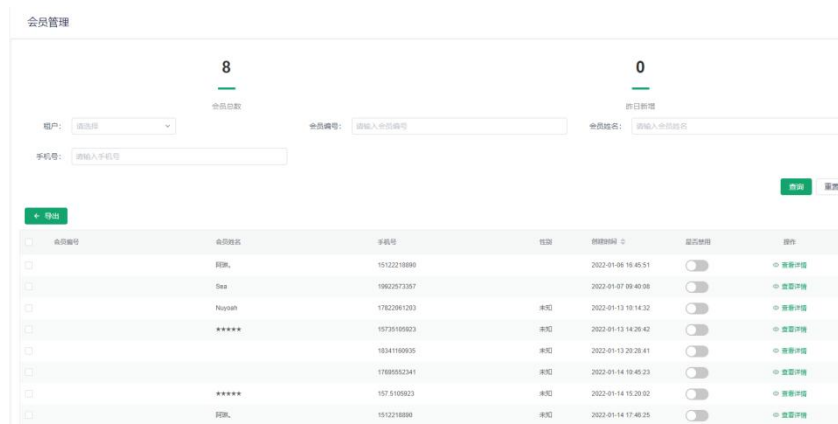 会员管理
8 0
会员总数 昨日新增
租户: 请选择 会员编号: 请输入会员编号 会员姓名: 请输入会员姓名
手机号: 请输入手机号
查询 重置
导出
会员编号 会员姓名 手机号 性别 创建时间 是否禁用 操作
阿琪。 15122218890 2022-01-06 16:45:51 查看详情
Sea 19922573357 2022-01-07 09:40:08 查看详情
Nuyoah 17822061203 未知 2022-01-13 10:14:32 查看详情
***** 15735105923 未知 2022-01-13 14:26:42 查看详情
18341160935 未知 2022-01-13 20:28:41 查看详情
17695552341 未知 2022-01-14 10:45:23 查看详情
***** 157.5105923 未知 2022-01-14 15:20:02 查看详情
阿琪。 1512218890 未知 2022-01-14 17:48:25 查看详情